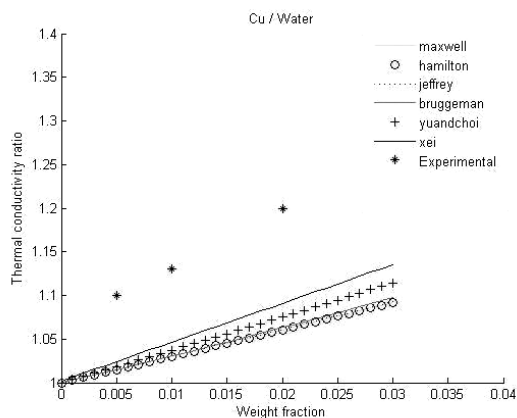 Cu / Water
1.4
1.35
1.3
1.25
1.2
1.15
1.1
1.05
1
Thermal conductivity ratio
maxwell
hamilton
jeffrey
bruggeman
yuandchoi
xei
Experimental
0 0.005 0.01 0.015 0.02 0.025 0.03 0.035 0.04
Weight fraction